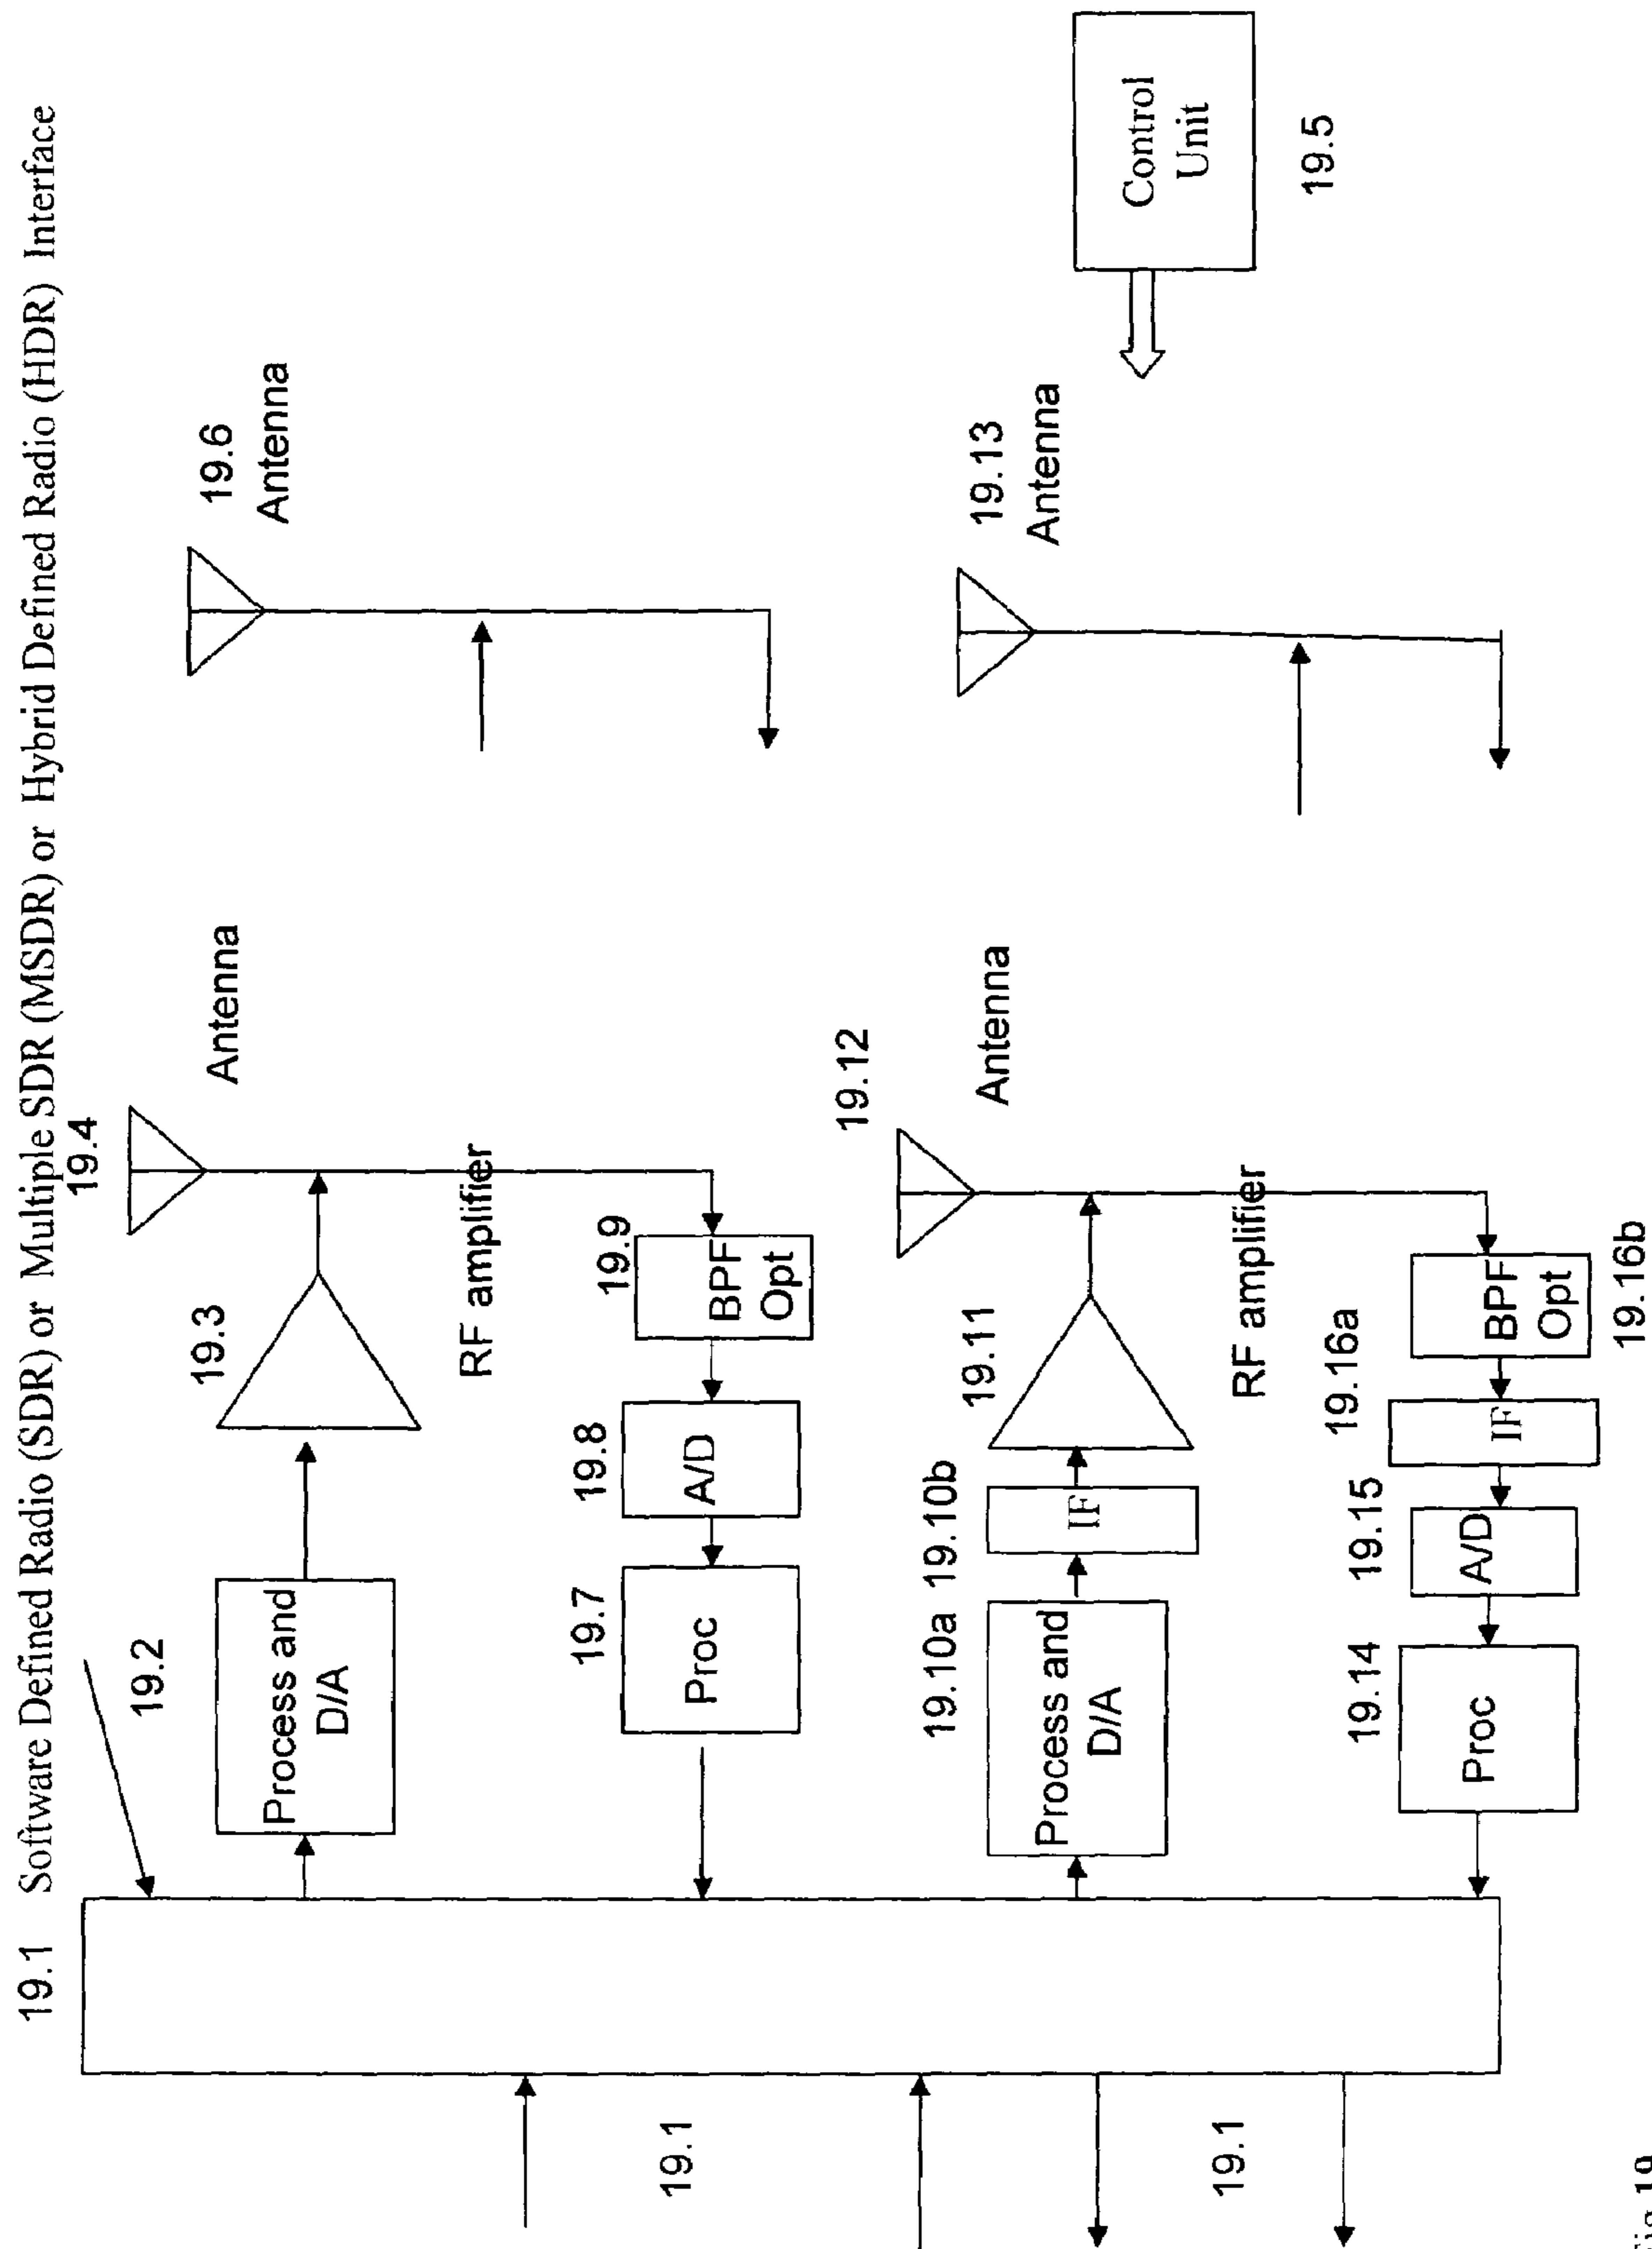 19.1 Software Defined Radio (SDR) or Multiple SDR (MSDR) or Hybrid Defined Radio (HDR) Interface
19.4
Antenna
19.6
Antenna
19.2
Process and
D/A
19.3
RF amplifier
19.7
Proc
19.8
A/D
19.9
BPF
Opt
19.1
19.12
Antenna
19.13
Antenna
Control
Unit
19.5
19.10a
Process and
D/A
19.10b
IF
19.11
RF amplifier
19.14
Proc
19.15
A/D
19.16a
IF
BPF
Opt
19.16b
19.1
19